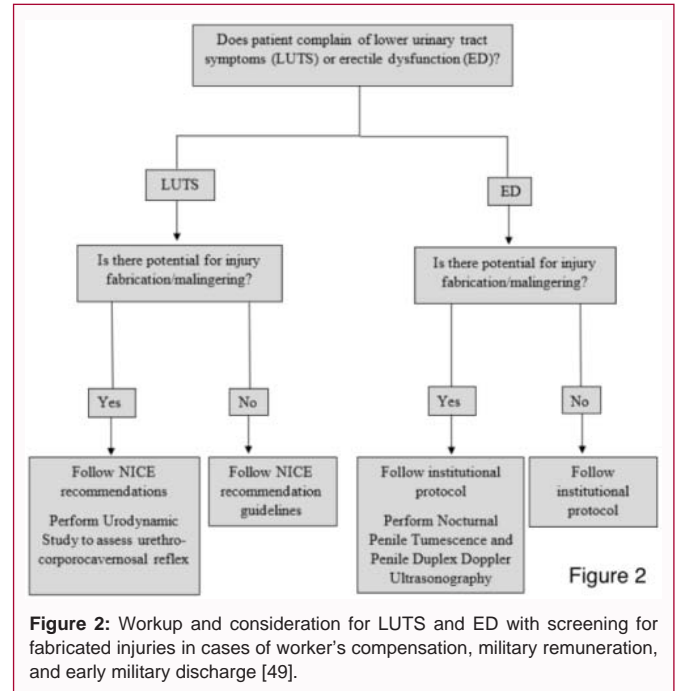 Does patient complain of lower urinary tract
symptoms (LUTS) or erectile dysfunction (ED)?
LUTS
ED
Is there potential for injury
fabrication/malingering?
Is there potential for injury
fabrication/malingering?
Yes
No
Yes
No
Follow NICE
recommendations
Perform Urodynamic
Study to assess urethro-
corporocavernosal reflex
Follow NICE
recommendation
guidelines
Follow institutional
protocol
Perform Nocturnal
Penile Tumescence and
Penile Duplex Doppler
Ultrasonography
Follow
institutional
protocol
Figure 2
Figure 2: Workup and consideration for LUTS and ED with screening for
fabricated injuries in cases of worker's compensation, military remuneration,
and early military discharge [49].